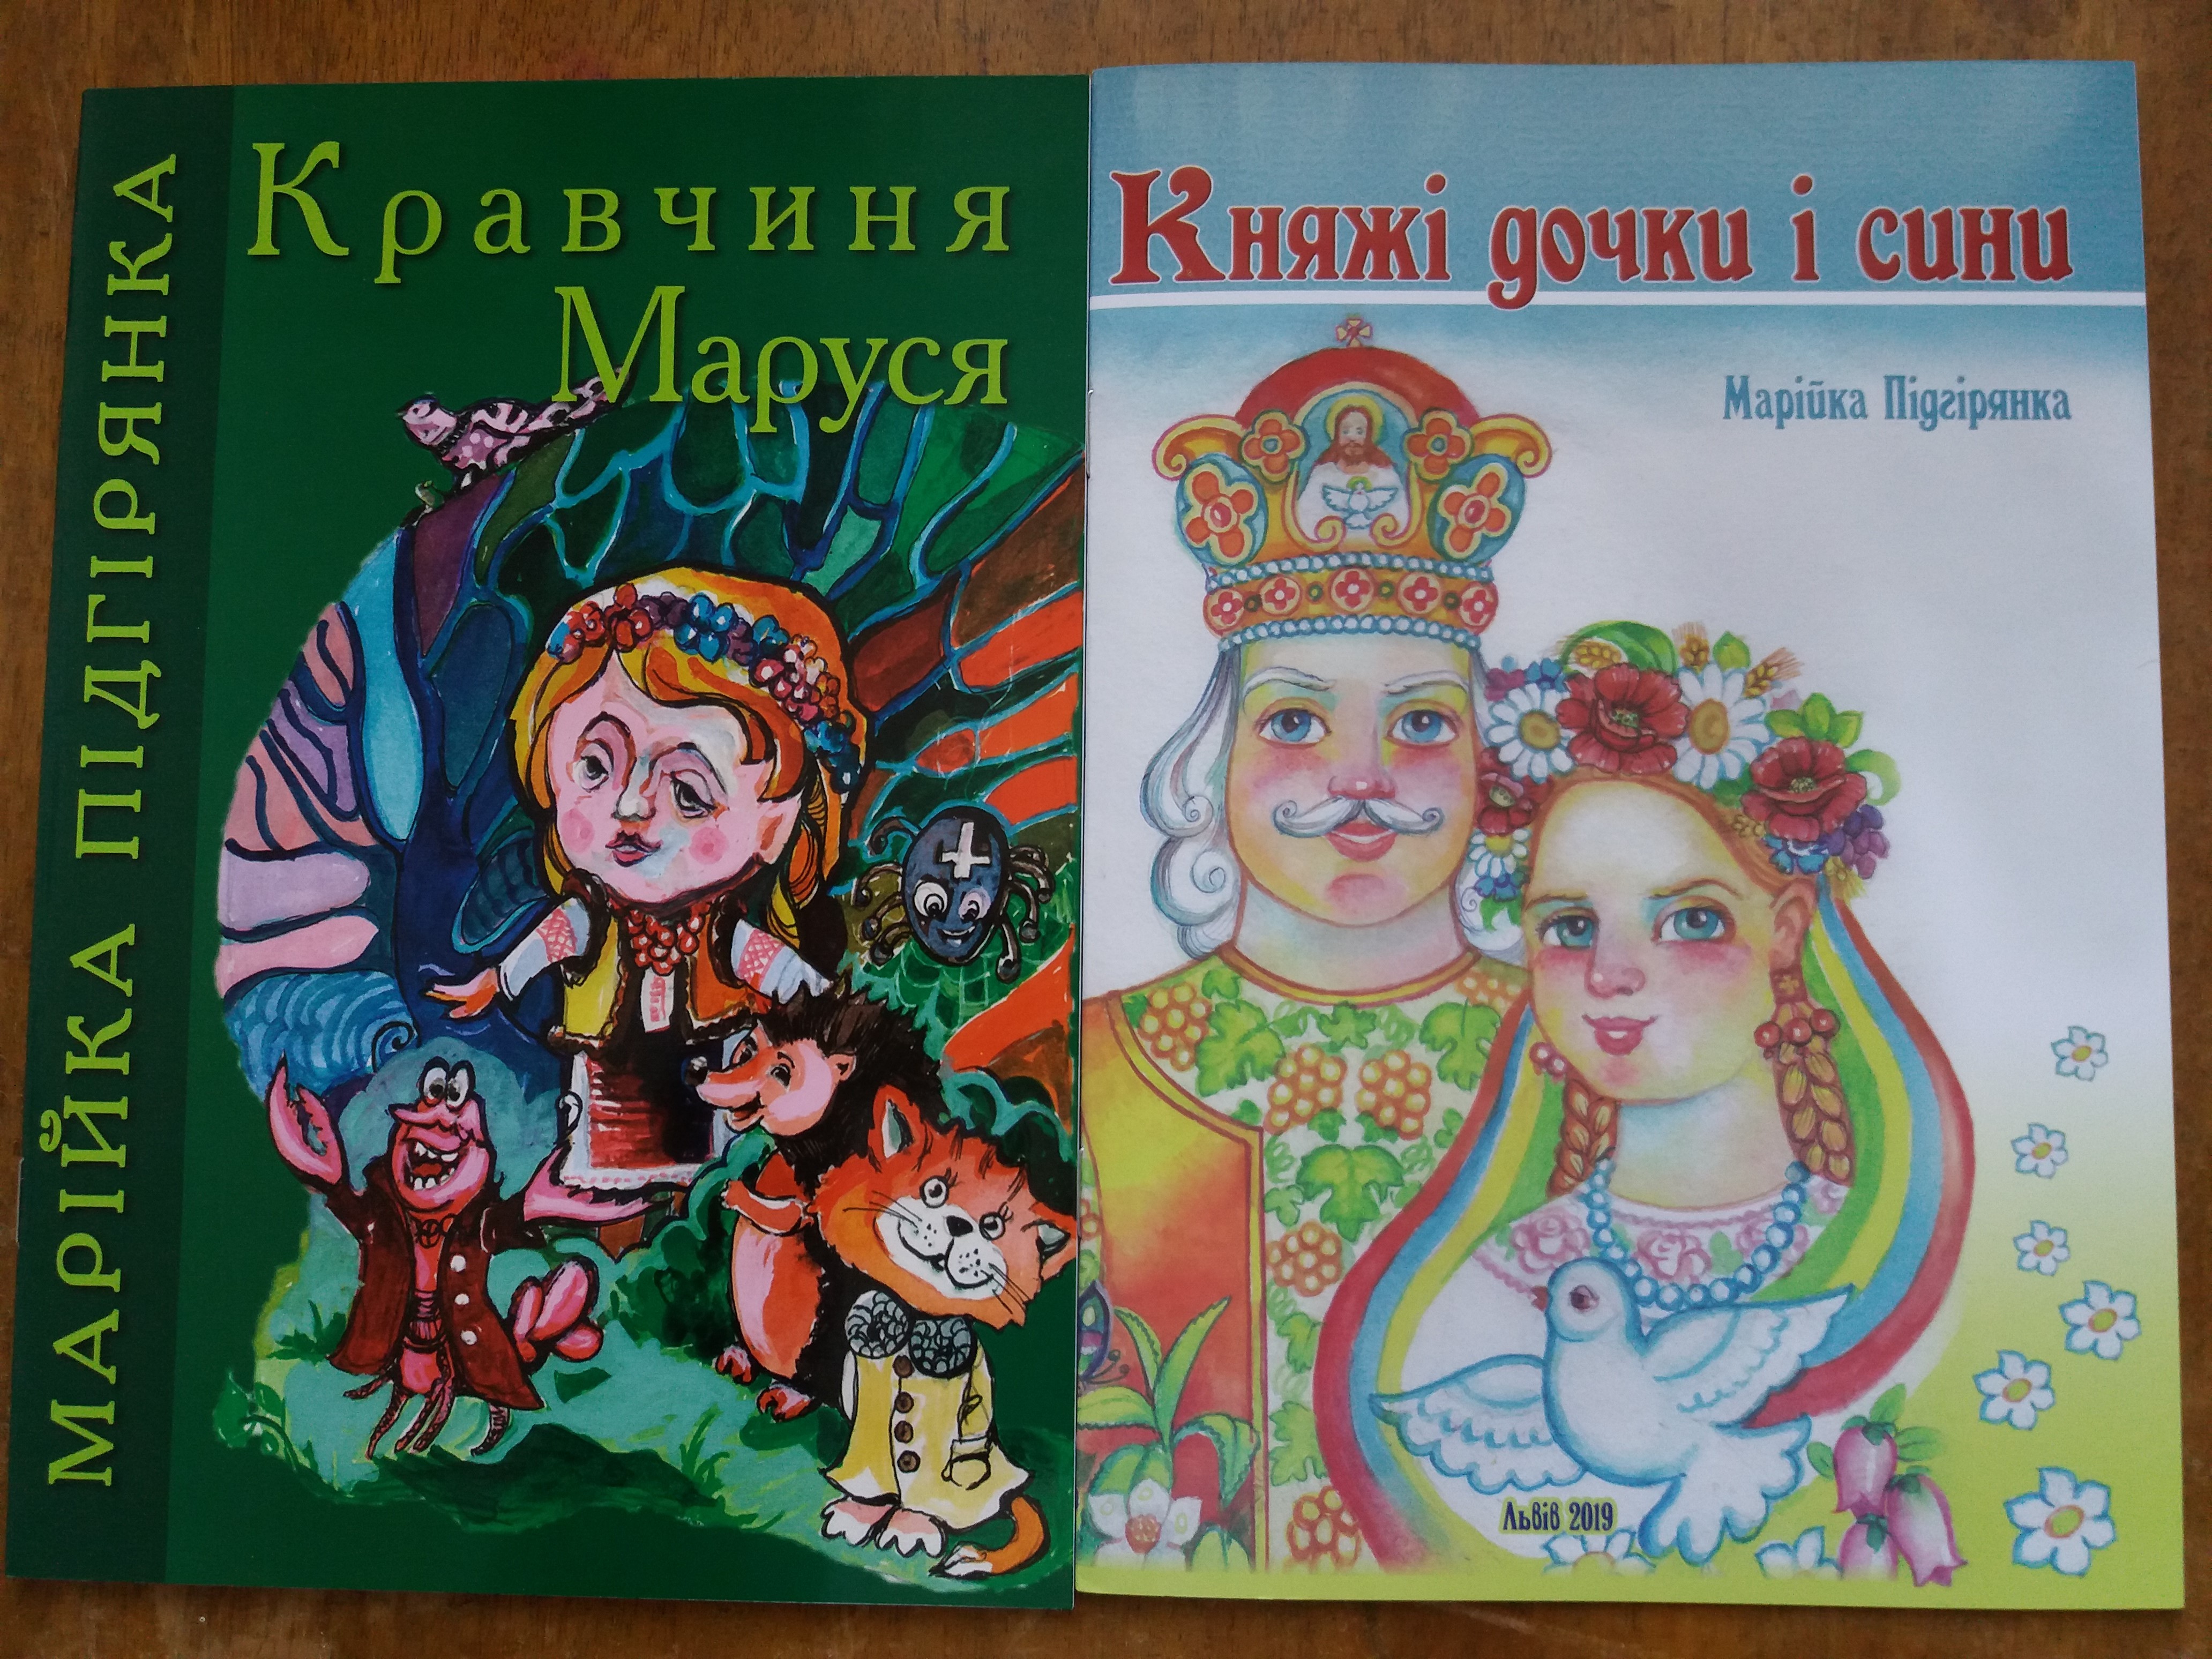 МАРІЙКА ПІДГІРЯНКА
Кравчиня
Маруся
Княжі дочки і сини
Марійка Підгірянка
Львів 2019